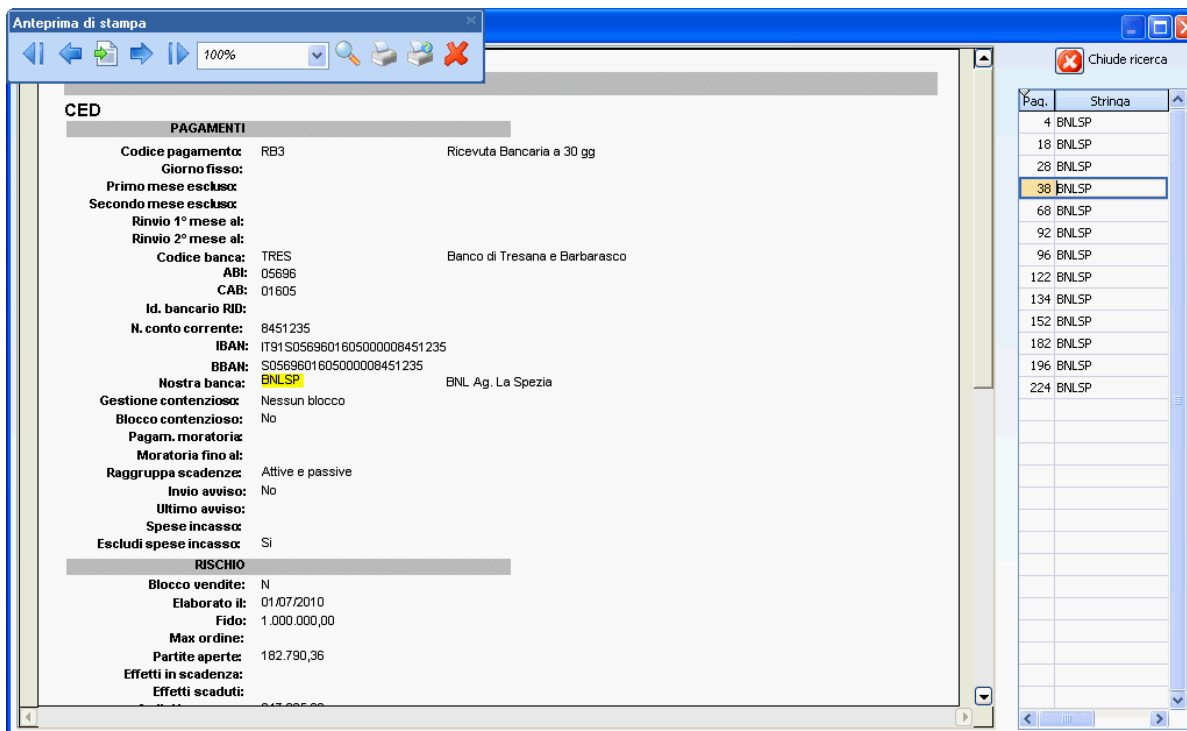 Anteprima di stampa
100%
Chiude ricerca
CED
PAGAMENTI
Codice pagamento: RB3 Ricevuta Bancaria a 30 gg
Giorno fisso:
Primo mese escluso:
Secondo mese escluso:
Rinvio 1º mese al:
Rinvio 2º mese al:
Codice banca: TRES Banco di Tresana e Barbarasco
ABI: 05696
CAB: 01605
Id. bancario RID:
N. conto corrente: 8451235
IBAN: IT91S0569601605000008451235
BBAN: S0569601605000008451235
Nostra banca: BNLSP BNL Ag. La Spezia
Gestione contenzioso: Nessun blocco
Blocco contenzioso: No
Pagam. moratoria:
Moratoria fino al:
Raggruppa scadenze: Attive e passive
Invio avviso: No
Ultimo avviso:
Spese incasso:
Escludi spese incasso: Si
RISCHIO
Blocco vendite: N
Elaborato il: 01/07/2010
Fido: 1.000.000,00
Max ordine:
Partite aperte: 182.790,36
Effetti in scadenza:
Effetti scaduti:
Pag. Stringa
4 BNLSP
18 BNLSP
28 BNLSP
38 BNLSP
68 BNLSP
92 BNLSP
96 BNLSP
122 BNLSP
134 BNLSP
152 BNLSP
182 BNLSP
196 BNLSP
224 BNLSP